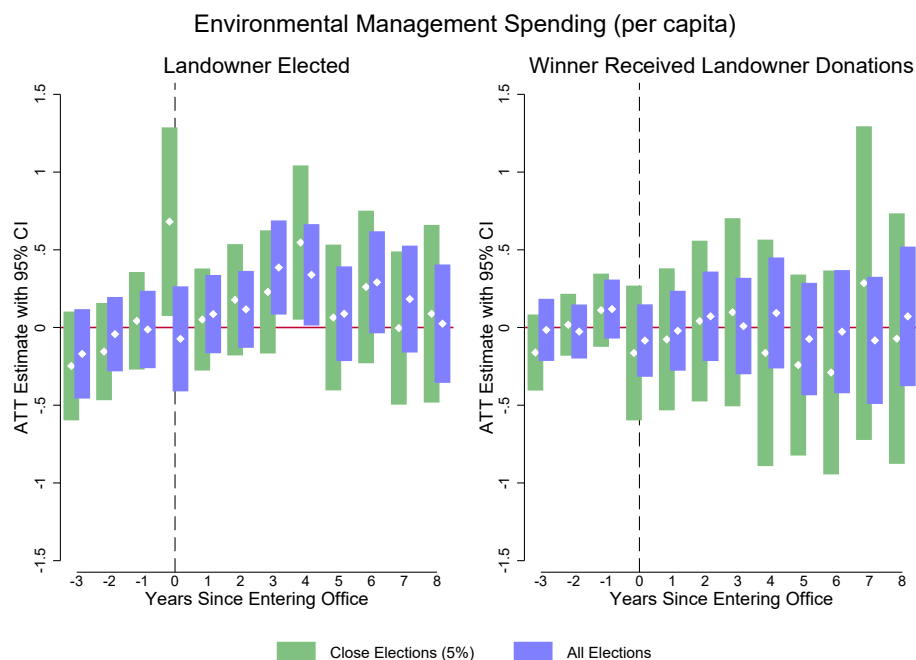 Environmental Management Spending (per capita)
Landowner Elected
ATT Estimate with 95% CI
1.5
1
.5
0
-.5
-1
-1.5
-3 -2 -1 0 1 2 3 4 5 6 7 8
Years Since Entering Office
Winner Received Landowner Donations
ATT Estimate with 95% CI
1.5
1
.5
0
-.5
-1
-1.5
-3 -2 -1 0 1 2 3 4 5 6 7 8
Years Since Entering Office
Close Elections (5%) All Elections